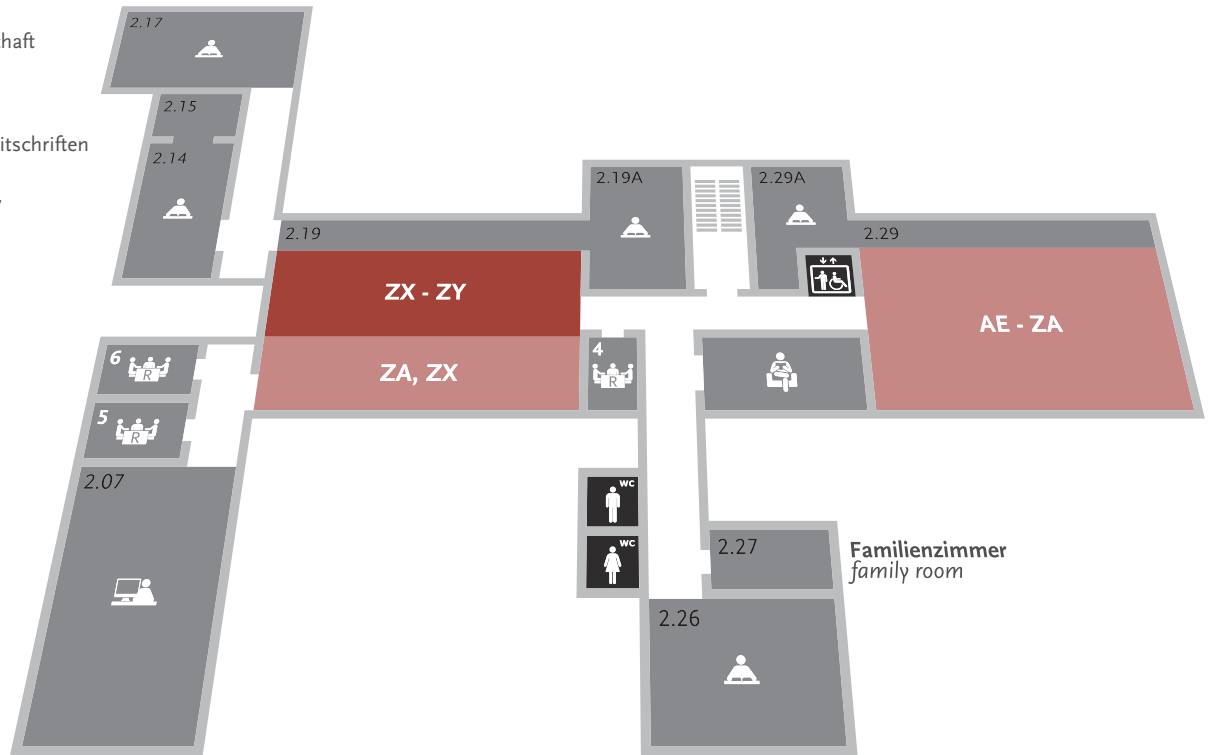 2.17
2.15
itschriften
2.14
2.19A
2.29A
2.19
2.29
ZX - ZY
AE - ZA
ZA, ZX
4
R
6
R
5
R
2.07
WC
WC
2.27
Familienzimmer
family room
2.26